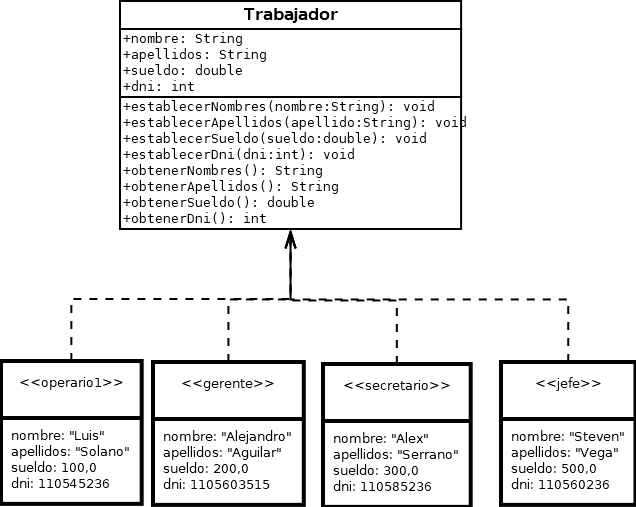 Trabajador
+nombre: String
+apellidos: String
+sueldo: double
+dni: int
+establecerNombres(nombre:String): void
+establecerApellidos(apellido:String): void
+establecerSueldo(sueldo:double): void
+establecerDni(dni:int): void
+obtenerNombres(): String
+obtenerApellidos(): String
+obtenerSueldo(): double
+obtenerDni(): int
<<operario1>>
nombre: "Luis"
apellidos: "Solano"
sueldo: 100,0
dni: 110545236
<<gerente>>
nombre: "Alejandro"
apellidos: "Aguilar"
sueldo: 200,0
dni: 1105603515
<<secretario>>
nombre: "Alex"
apellidos: "Serrano"
sueldo: 300,0
dni: 110585236
<<jefe>>
nombre: "Steven"
apellidos: "Vega"
sueldo: 500,0
dni: 110560236